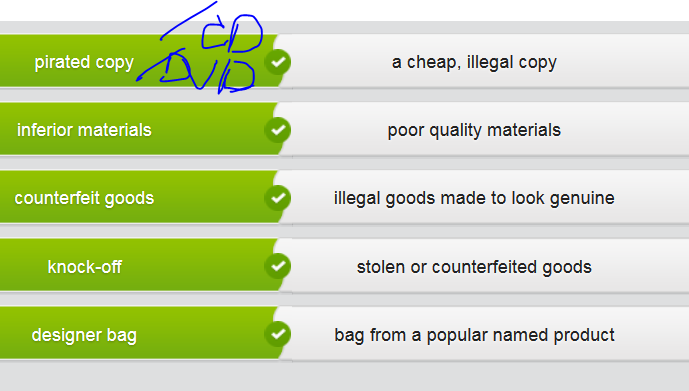 CD
pirated copy DVD a cheap, illegal copy
inferior materials poor quality materials
counterfeit goods illegal goods made to look genuine
knock-off stolen or counterfeited goods
designer bag bag from a popular named product